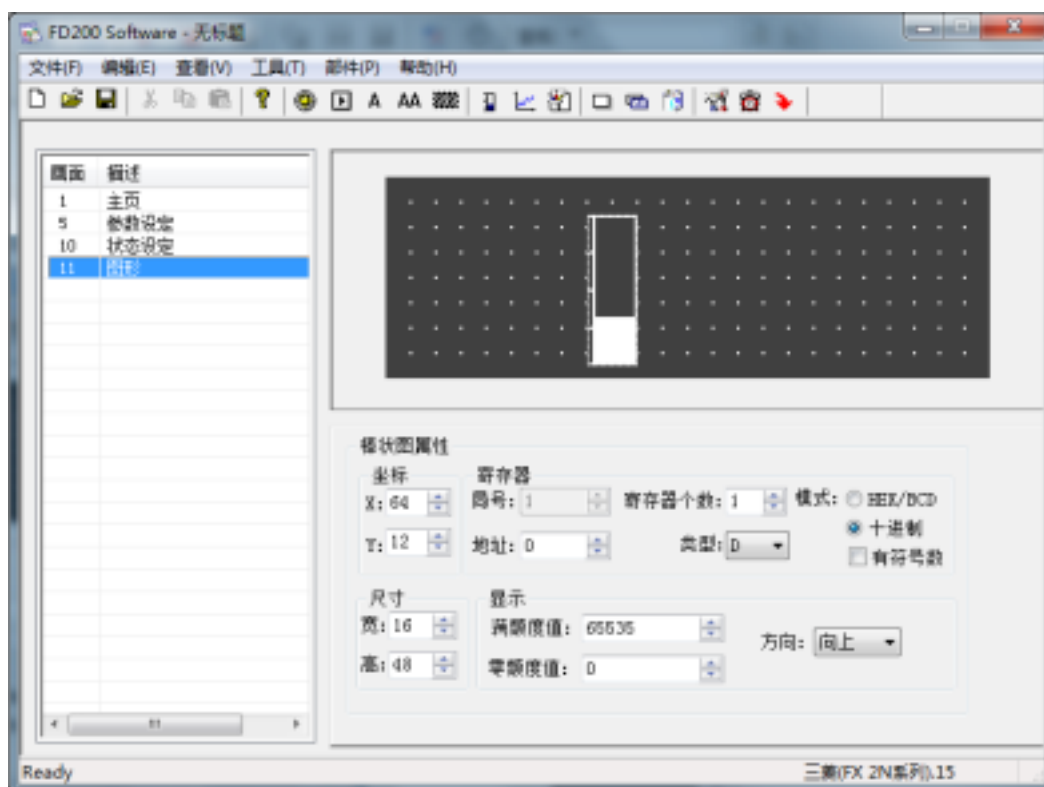 FD200 Software - 无标题
文件(F) 编辑(E) 查看(V) 工具(T) 部件(P) 帮助(H)
A AA
画面 描述
1 主页
5 参数设定
10 状态设定
11 图形
棒状图属性
坐标
X: 64
Y: 12
寄存器
局号: 1 寄存器个数: 1 模式: HEX/BCD
十进制
地址: 0 类型: D
有符号数
尺寸
宽: 16
高: 48
显示
满额度值: 65535
零额度值: 0
方向: 向上
Ready
三菱(FX 2N系列).15